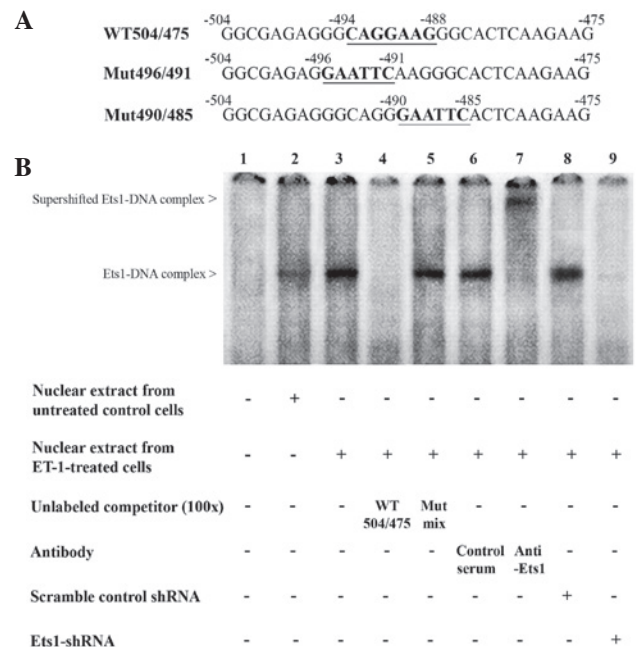 A
-504 -494 -488 -475
WT504/475 GGCGAGAGGGCAGGAAGGGCACTCAAGAAG
-504 -496 -491 -475
Mut496/491 GGCGAGAGGAATTCAAGGGCACTCAAGAAG
-504 -490 -485 -475
Mut490/485 GGCGAGAGGGCAGGGAATTCACTCAAGAAG
B
1 2 3 4 5 6 7 8 9
Supershifted Ets1-DNA complex >
Ets1-DNA complex >
Nuclear extract from
untreated control cells - + - - - - - - -
Nuclear extract from
ET-1-treated cells - - + + + + + + +
Unlabeled competitor (100x) - - - WT Mut - - - -
504/475 mix
Antibody - - - - - Control Anti - -
serum -Ets1
Scramble control shRNA - - - - - - - + -
Ets1-shRNA - - - - - - - - +